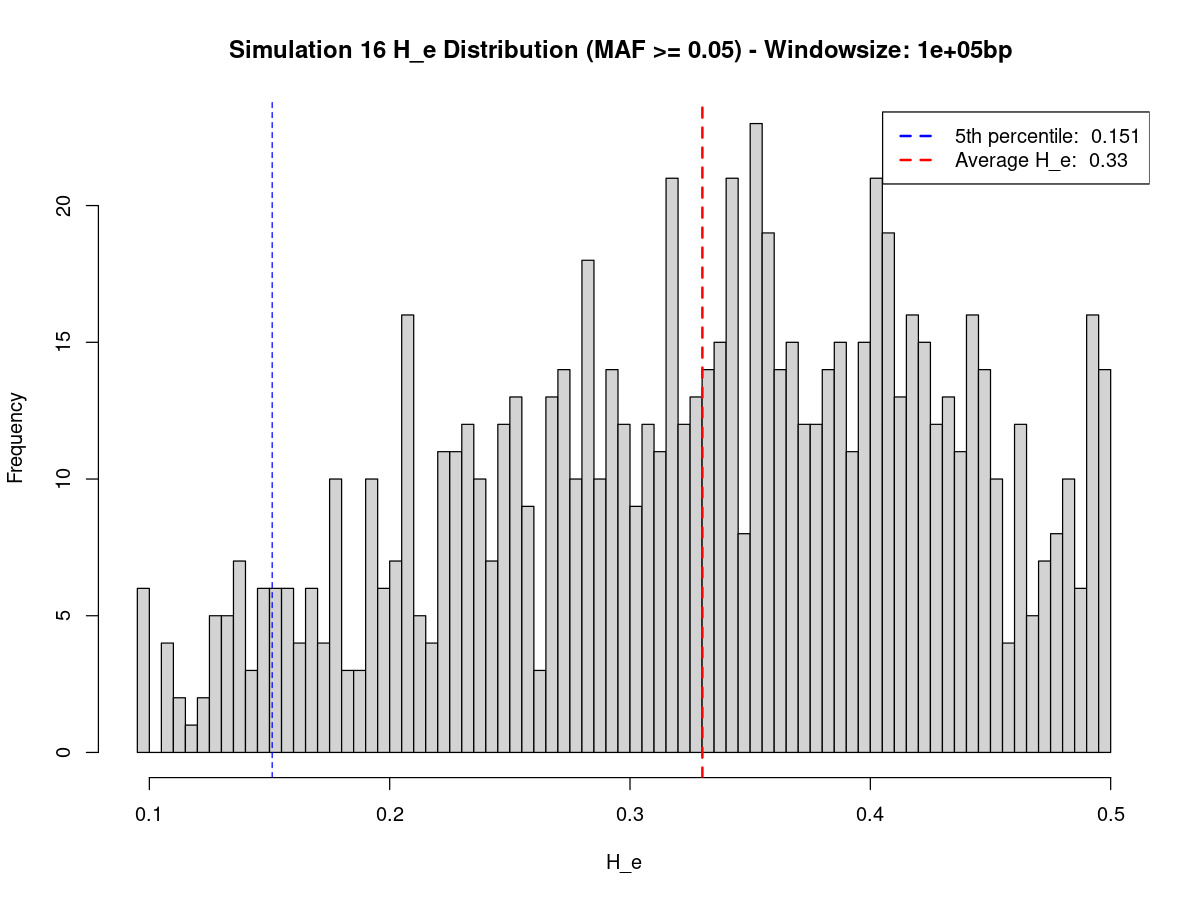 Simulation 16 H_e Distribution (MAF >= 0.05) - Windowsize: 1e+05bp
5th percentile: 0.151
Average H_e: 0.33
Frequency
20
15
10
5
0
0.1 0.2 0.3 0.4 0.5
H_e